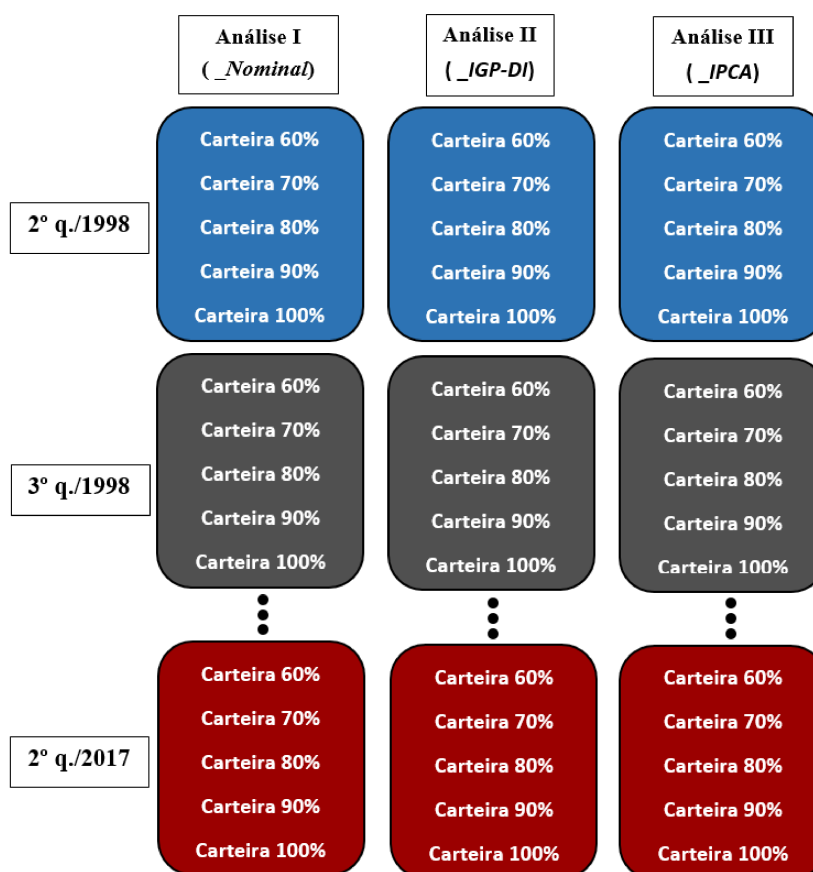 Análise I
( _Nominal)
Análise II
( _IGP-DI)
Análise III
( _IPCA)
2º q./1998
Carteira 60%
Carteira 70%
Carteira 80%
Carteira 90%
Carteira 100%
Carteira 60%
Carteira 70%
Carteira 80%
Carteira 90%
Carteira 100%
Carteira 60%
Carteira 70%
Carteira 80%
Carteira 90%
Carteira 100%
3º q./1998
Carteira 60%
Carteira 70%
Carteira 80%
Carteira 90%
Carteira 100%
Carteira 60%
Carteira 70%
Carteira 80%
Carteira 90%
Carteira 100%
Carteira 60%
Carteira 70%
Carteira 80%
Carteira 90%
Carteira 100%
2º q./2017
Carteira 60%
Carteira 70%
Carteira 80%
Carteira 90%
Carteira 100%
Carteira 60%
Carteira 70%
Carteira 80%
Carteira 90%
Carteira 100%
Carteira 60%
Carteira 70%
Carteira 80%
Carteira 90%
Carteira 100%